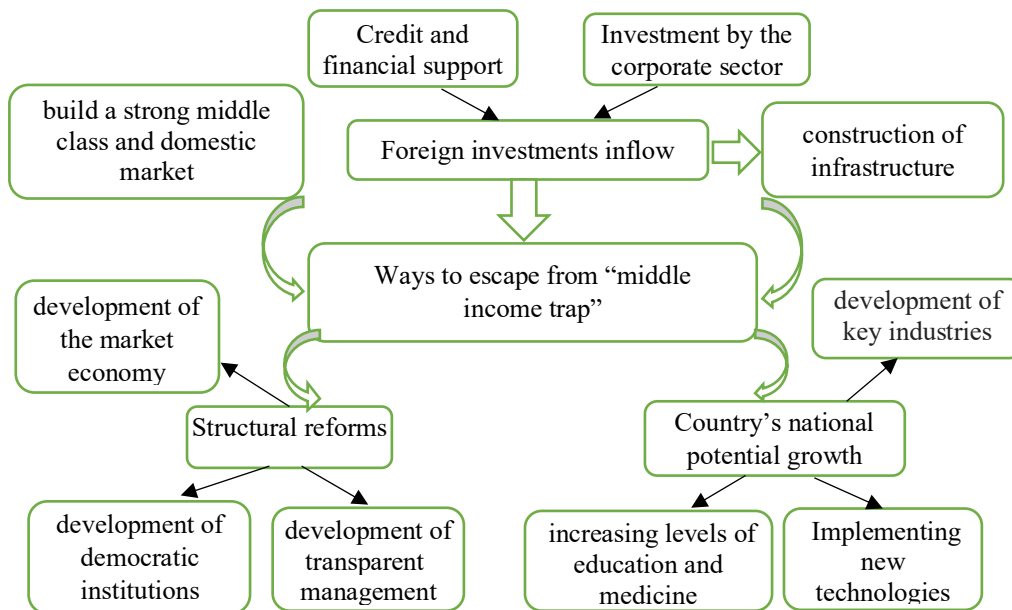 Credit and
financial support
Investment by the
corporate sector
build a strong middle
class and domestic
market
Foreign investments inflow
construction of
infrastructure
Ways to escape from “middle
income trap”
development of
the market
economy
development of
key industries
Structural reforms
Country’s national
potential growth
development of
democratic
institutions
development of
transparent
management
increasing levels of
education and
medicine
Implementing
new
technologies